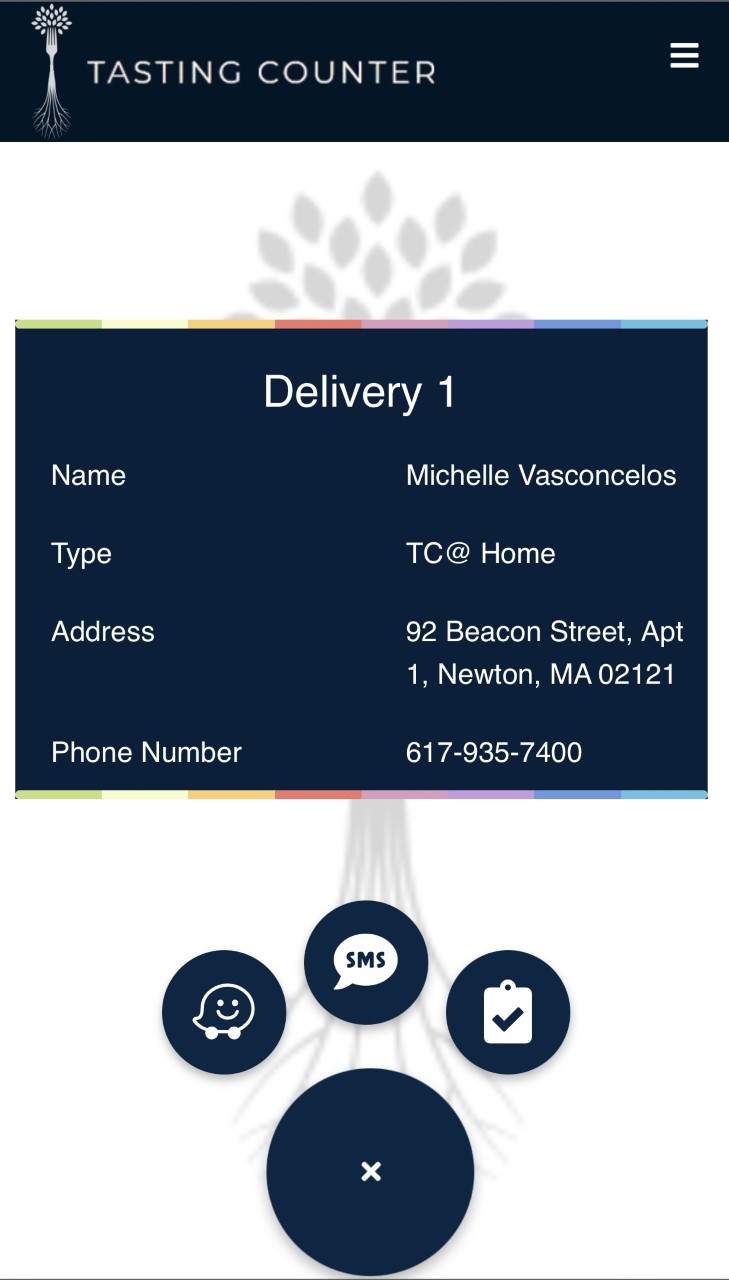 TASTING COUNTER
Delivery 1
Name Michelle Vasconcelos
Type TC@ Home
Address 92 Beacon Street, Apt
1, Newton, MA 02121
Phone Number 617-935-7400
SMS
×